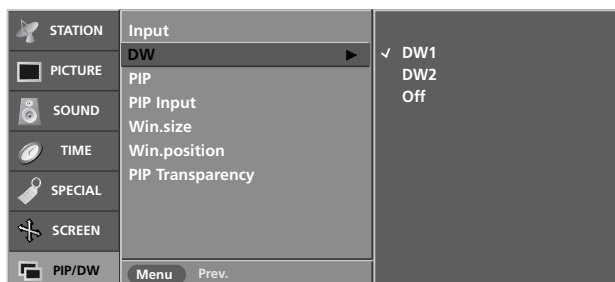 STATION
PICTURE
SOUND
TIME
SPECIAL
SCREEN
PIP/DW
Input
DW ►
PIP
PIP Input
Win.size
Win.position
PIP Transparency
Menu Prev.
✓ DW1
DW2
Off